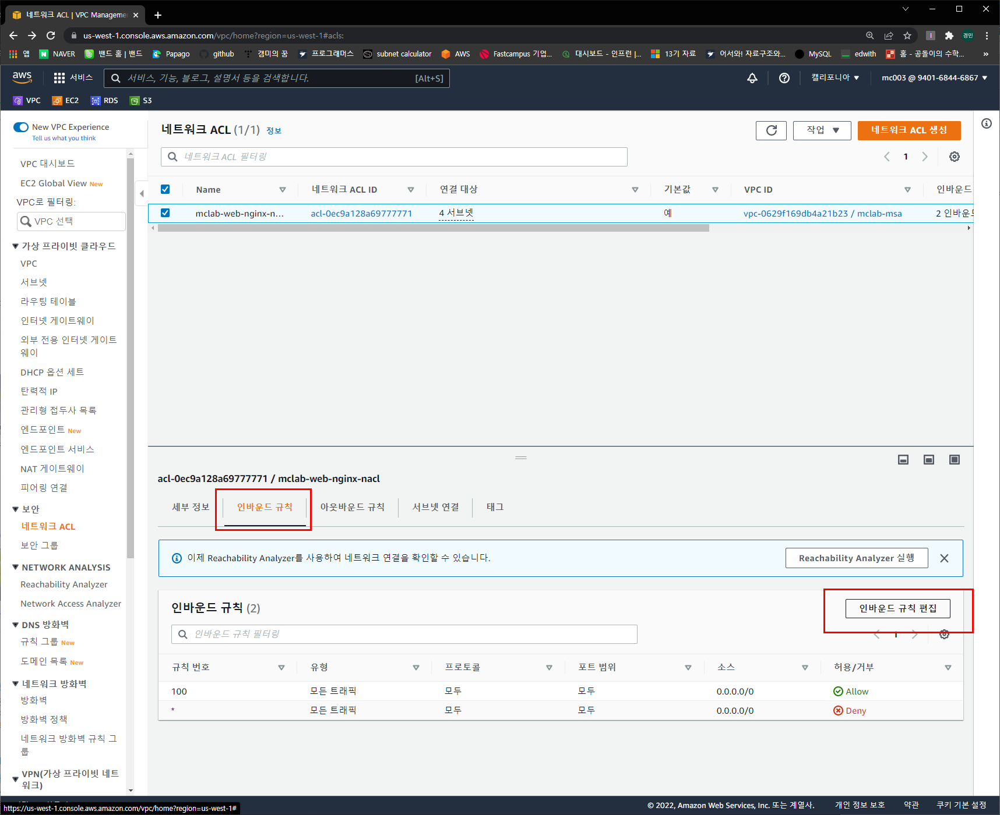 네트워크 ACL | VPC Manageme
us-west-1.console.aws.amazon.com/vpc/home?region=us-west-1#acls:
경민
앱 NAVER 밴드 홈 | 밴드 Papago github 캠미의 꿈 프로그래머스 subnet calculator AWS Fastcampus 기업... 대시보드 - 인프런 |... 13기 자료 어서와! 자료구조와... MySQL edwith 홈 - 공돌이의 수학... »
aws 서비스 서비스, 기능, 블로그, 설명서 등을 검색합니다. [Alt+S] 캘리포니아 ▼ mc003 @ 9401-6844-6867 ▼
VPC EC2 RDS S3
New VPC Experience
Tell us what you think
VPC 대시보드
EC2 Global View New
VPC로 필터링:
VPC 선택
가상 프라이빗 클라우드
VPC
서브넷
라우팅 테이블
인터넷 게이트웨이
외부 전용 인터넷 게이트
웨이
DHCP 옵션 세트
탄력적 IP
관리형 접두사 목록
엔드포인트 New
엔드포인트 서비스
NAT 게이트웨이
피어링 연결
보안
네트워크 ACL
보안 그룹
NETWORK ANALYSIS
Reachability Analyzer
Network Access Analyzer
DNS 방화벽
규칙 그룹 New
도메인 목록 New
네트워크 방화벽
방화벽
방화벽 정책
네트워크 방화벽 규칙 그
룹
VPN(가상 프라이빗 네트
워크)
네트워크 ACL (1/1) 정보
작업 ▼ 네트워크 ACL 생성
네트워크 ACL 필터링
1
Name 네트워크 ACL ID 연결 대상 기본값 VPC ID 인바운드
mclab-web-nginx-n... acl-0ec9a128a69777771 4 서브넷 예 vpc-0629f169db4a21b23 / mclab-msa 2 인바운드
acl-0ec9a128a69777771 / mclab-web-nginx-nacl
세부 정보 인바운드 규칙 아웃바운드 규칙 서브넷 연결 태그
이제 Reachability Analyzer를 사용하여 네트워크 연결을 확인할 수 있습니다. Reachability Analyzer 실행
인바운드 규칙 (2) 인바운드 규칙 편집
인바운드 규칙 필터링
1
규칙 번호 유형 프로토콜 포트 범위 소스 허용/거부
100 모든 트래픽 모두 모두 0.0.0.0/0 Allow
* 모든 트래픽 모두 모두 0.0.0.0/0 Deny
https://us-west-1.console.aws.amazon.com/vpc/home?region=us-west-1#
© 2022, Amazon Web Services, Inc. 또는 계열사. 개인 정보 보호 약관 쿠키 기본 설정